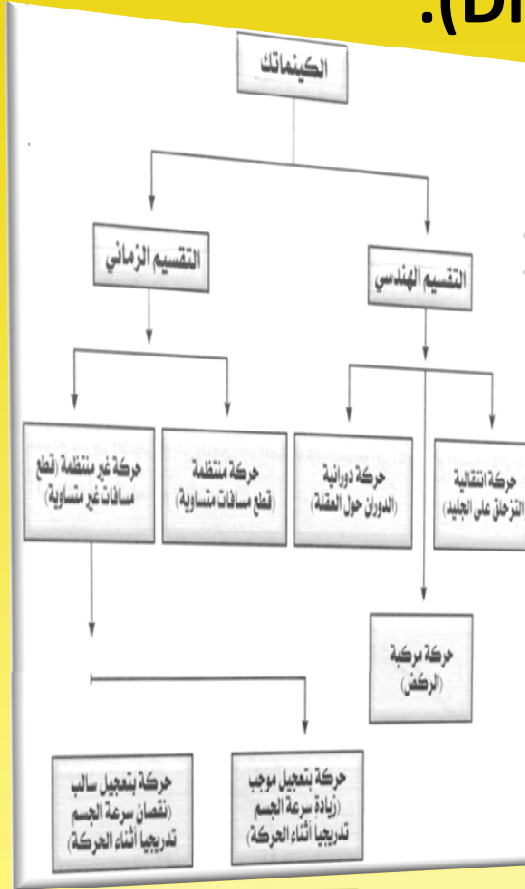 .(Di
الكينماتك
التقسيم الهندسي
التقسيم الزماني
حركة انتقالية
(التزحلق على الجليد)
حركة دورانية
(الدوران حول العقلة)
حركة منتظمة
(قطع مسافات متساوية)
حركة غير منتظمة (قطع
مسافات غير متساوية)
حركة مركبة
(الركض)
حركة بتعجيل موجب
(زيادة سرعة الجسم
تدريجيا أثناء الحركة)
حركة بتعجيل سالب
(نقصان سرعة الجسم
تدريجيا أثناء الحركة)